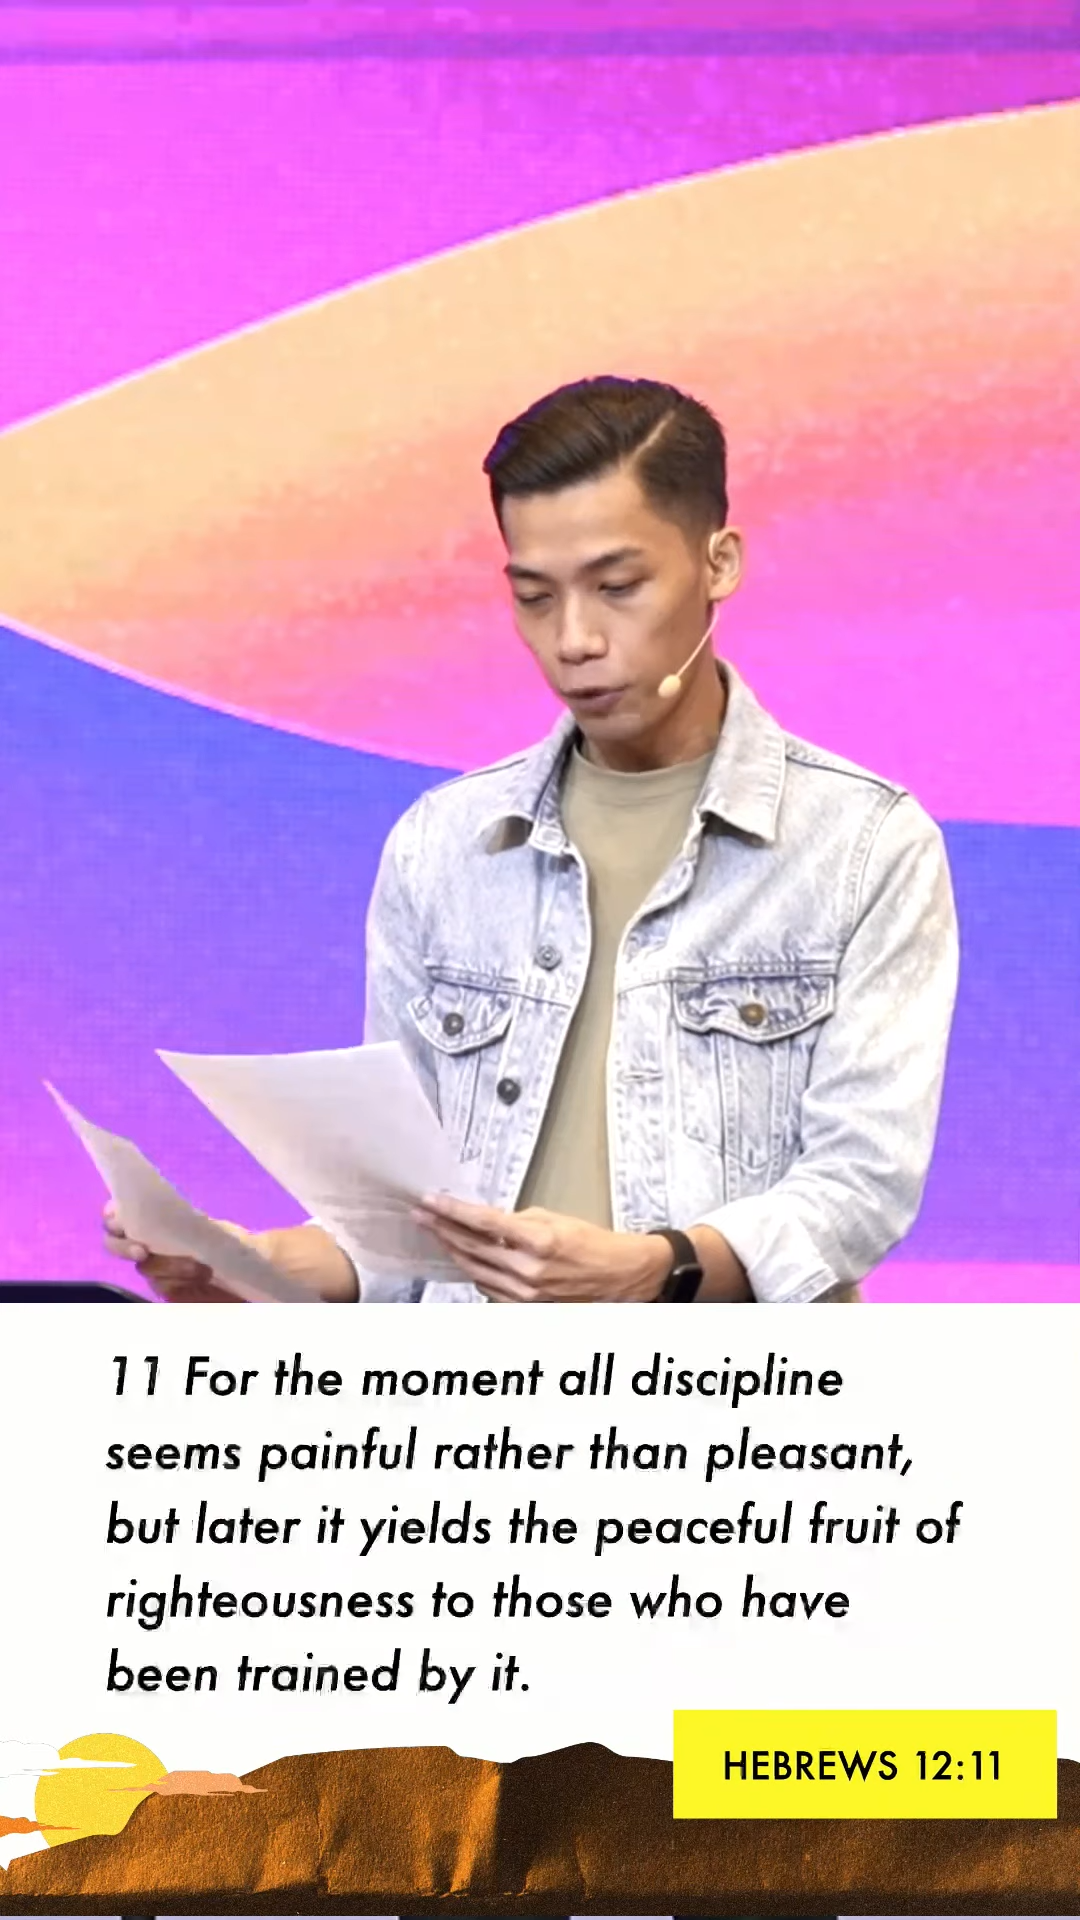 11 For the moment all discipline
seems painful rather than pleasant,
but later it yields the peaceful fruit of
righteousness to those who have
been trained by it.
HEBREWS 12:11